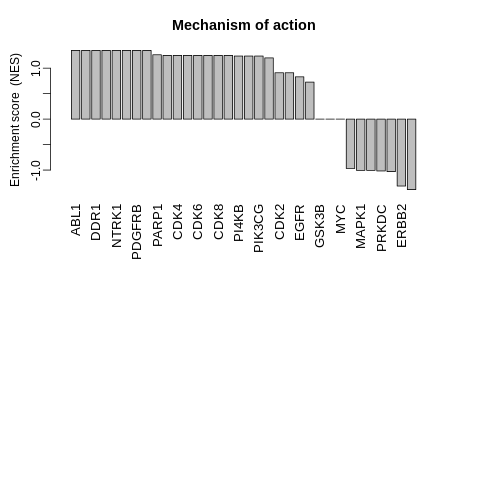 Mechanism of action
Enrichment score (NES)
1.0
0.0
-1.0
ABL1
DDR1
NTRK1
PDGFRB
PARP1
CDK4
CDK6
CDK8
PI4KB
PIK3CG
CDK2
EGFR
GSK3B
MYC
MAPK1
PRKDC
ERBB2